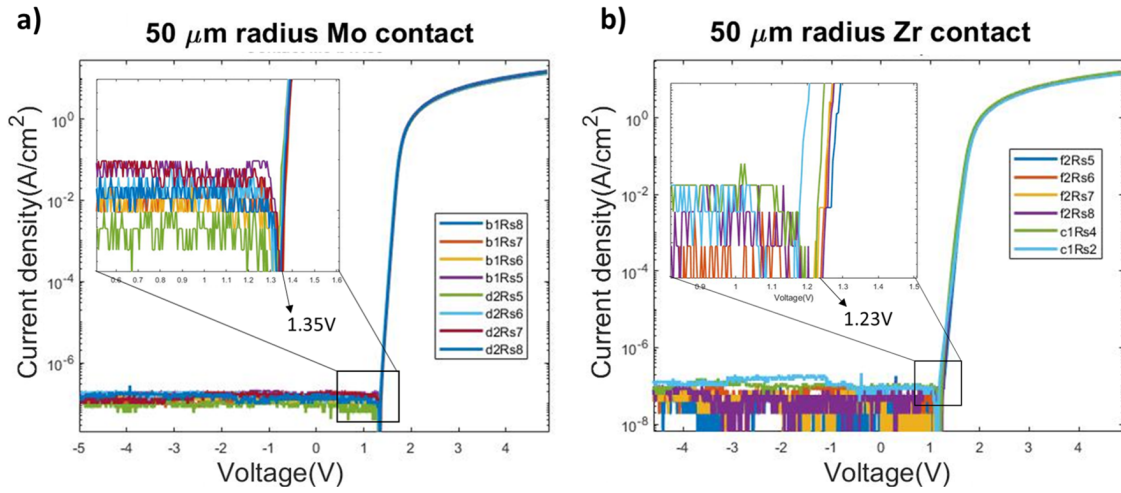 a)
50 μm radius Mo contact
Current density(A/cm²)
10⁰
10⁻²
10⁻⁴
10⁻⁶
0.6 0.7 0.8 0.9 1 1.1 1.2 1.3 1.4 1.5 1.6
1.35V
b1Rs8
b1Rs7
b1Rs6
b1Rs5
d2Rs5
d2Rs6
d2Rs7
d2Rs8
-5 -4 -3 -2 -1 0 1 2 3 4 5
Voltage(V)
b)
50 μm radius Zr contact
Current density(A/cm²)
10⁰
10⁻²
10⁻⁴
10⁻⁶
10⁻⁸
0.9 1 1.1 1.2 1.3 1.4 1.5
Voltage(V)
1.23V
f2Rs5
f2Rs6
f2Rs7
f2Rs8
c1Rs4
c1Rs2
-4 -3 -2 -1 0 1 2 3 4
Voltage(V)